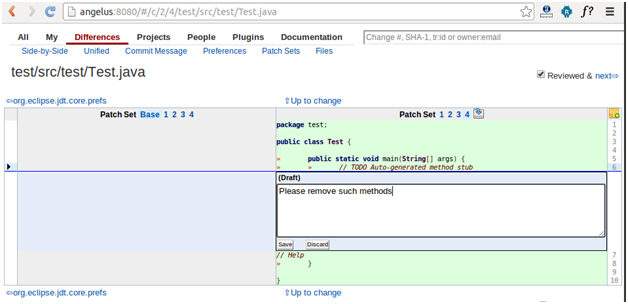 angelus:8080/#/c/2/4/test/src/test/Test.java
All My Differences Projects People Plugins Documentation
Change #, SHA-1, tr:id or owner:email
Side-by-Side Unified Commit Message Preferences Patch Sets Files
test/src/test/Test.java
Reviewed & next⇨
⇦org.eclipse.jdt.core.prefs ⇧Up to change
Patch Set Base 1 2 3 4 Patch Set 1 2 3 4
package test; 1
2
public class Test { 3
4
» public static void main(String[] args) { 5
» » // TODO Auto-generated method stub 6
(Draft)
Please remove such methods
Save Discard
// Help 7
» } 8
9
} 10
⇦org.eclipse.jdt.core.prefs ⇧Up to change